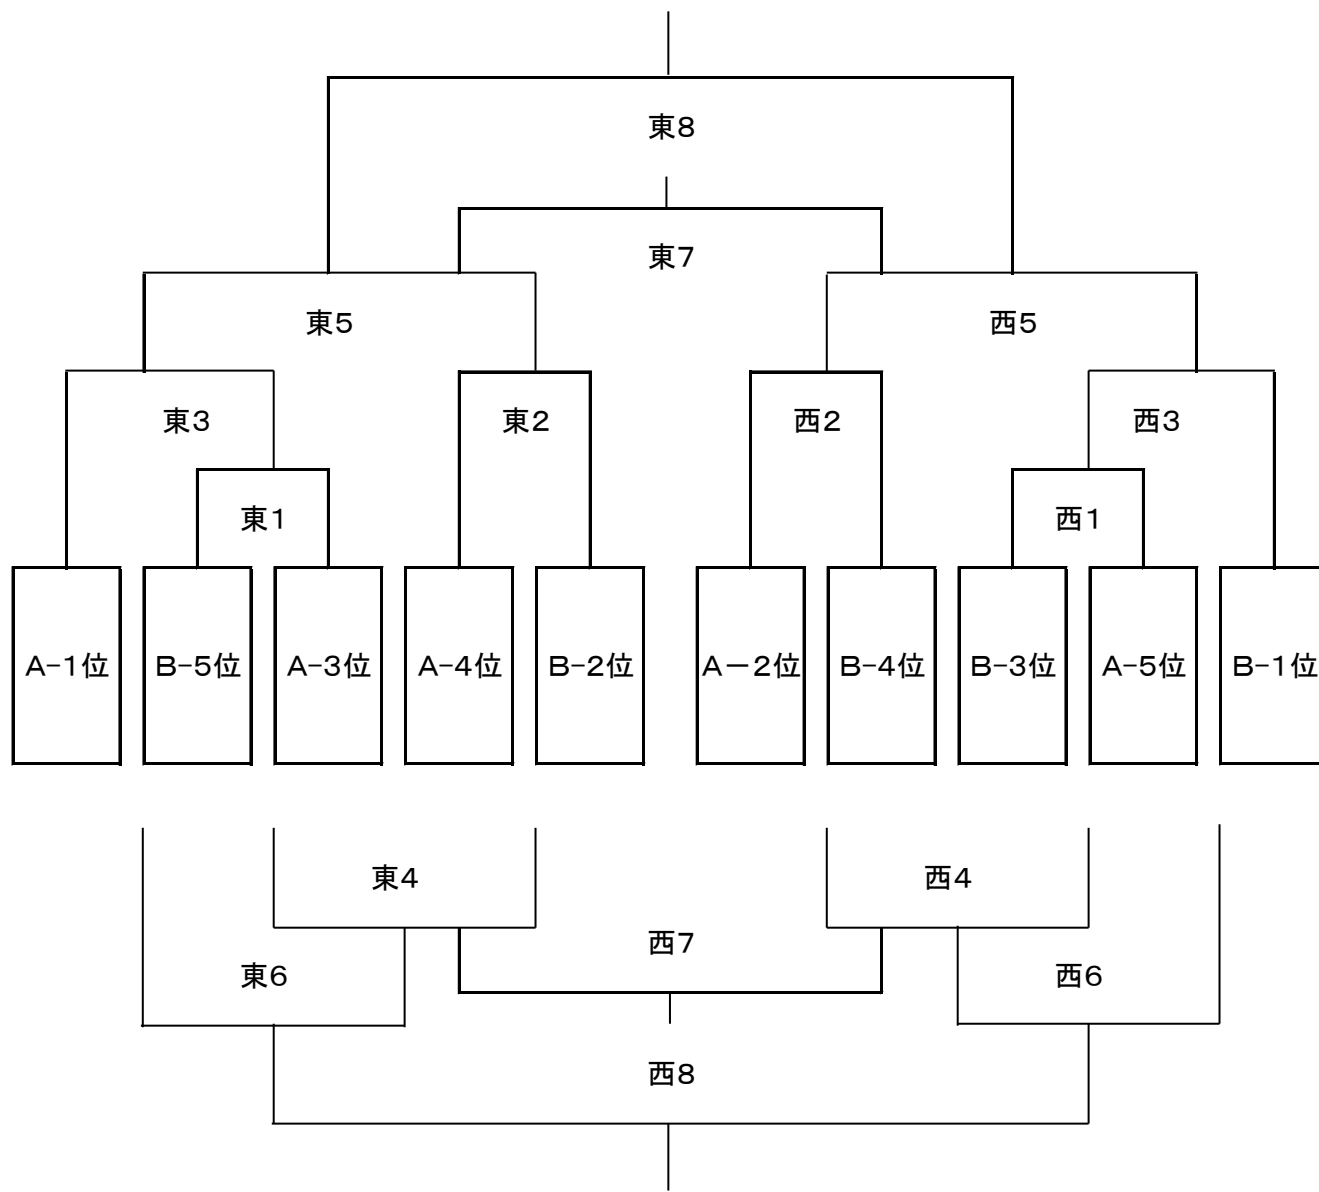 東8
東7
東5 西5
東3 東2 西2 西3
東1 西1
A-1位 B-5位 A-3位 A-4位 B-2位 A－2位 B-4位 B-3位 A-5位 B-1位
東4 西4
西7
東6 西6
西8